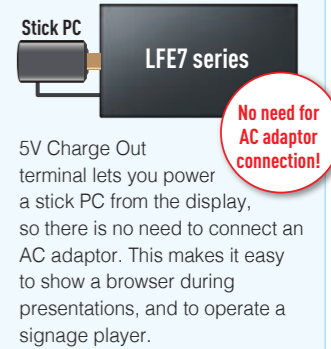 Stick PC
LFE7 series
No need for
AC adaptor
connection!
5V Charge Out
terminal lets you power
a stick PC from the display,
so there is no need to connect an
AC adaptor. This makes it easy
to show a browser during
presentations, and to operate a
signage player.